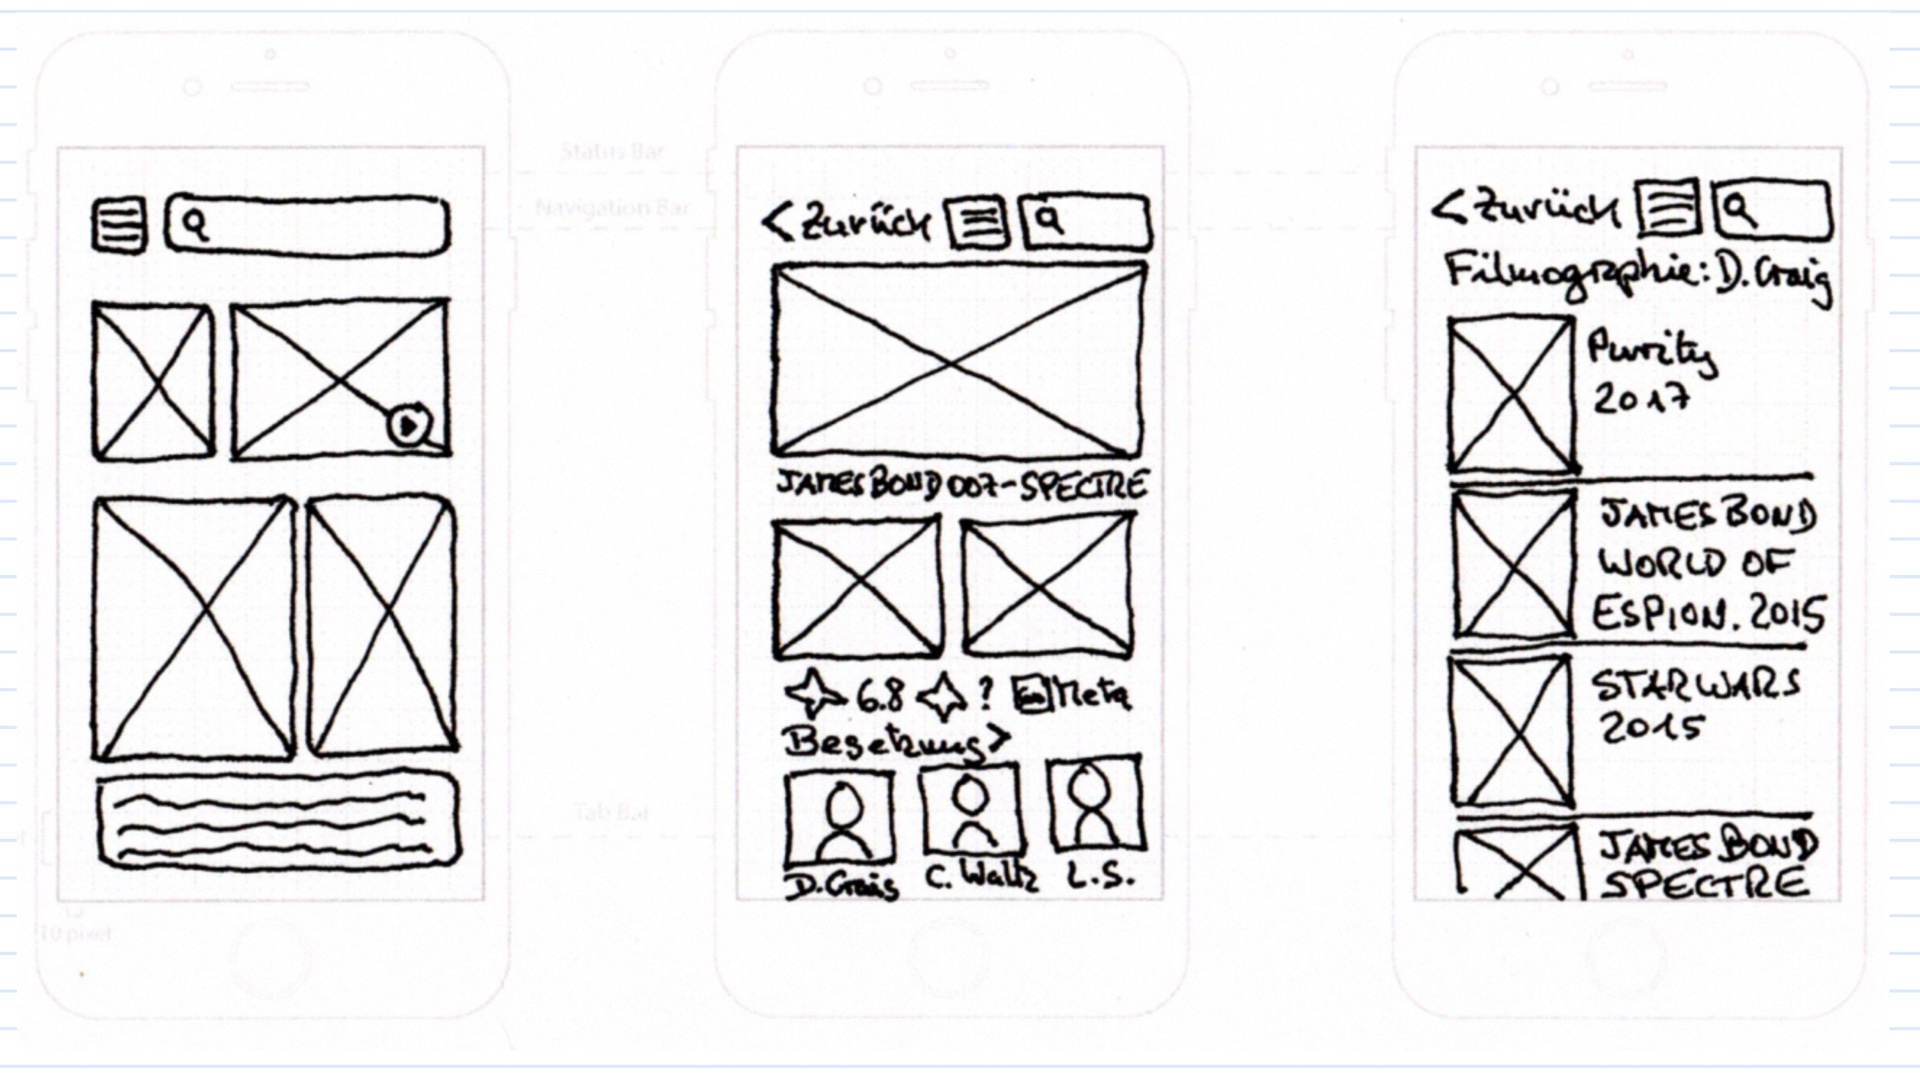 Status Bar
Navigation Bar
Tab Bar
10 pixel
< Zurück
JAMES BOND 007 - SPECTRE
6.8 ? Meta
Besetzung >
D. Craig C. Waltz L.S.
< Zurück
Filmographie: D. Craig
Purity
2017
JAMES BOND
WORLD OF
ESPION. 2015
STAR WARS
2015
JAMES BOND
SPECTRE